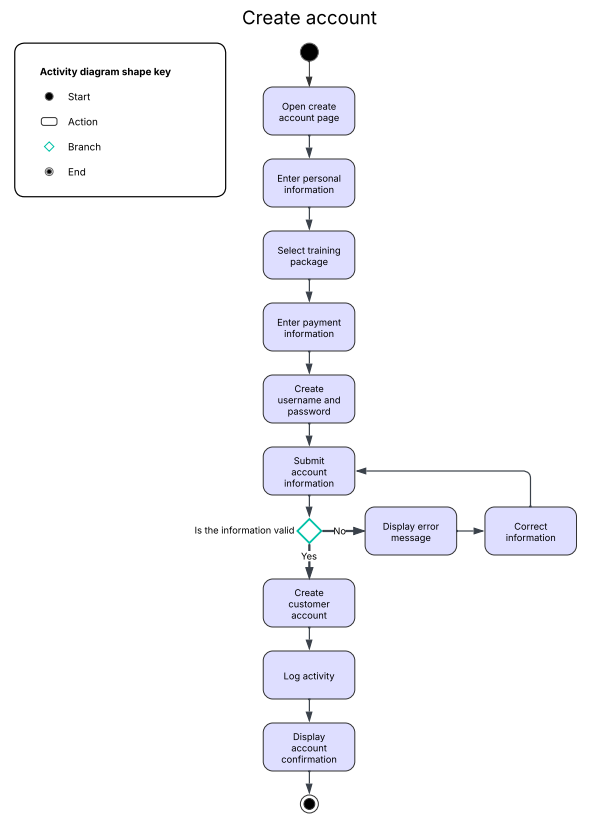 Create account
Activity diagram shape key
Start
Action
Branch
End
Open create
account page
Enter personal
information
Select training
package
Enter payment
information
Create
username and
password
Submit
account
information
Is the information valid
No
Display error
message
Correct
information
Yes
Create
customer
account
Log activity
Display
account
confirmation